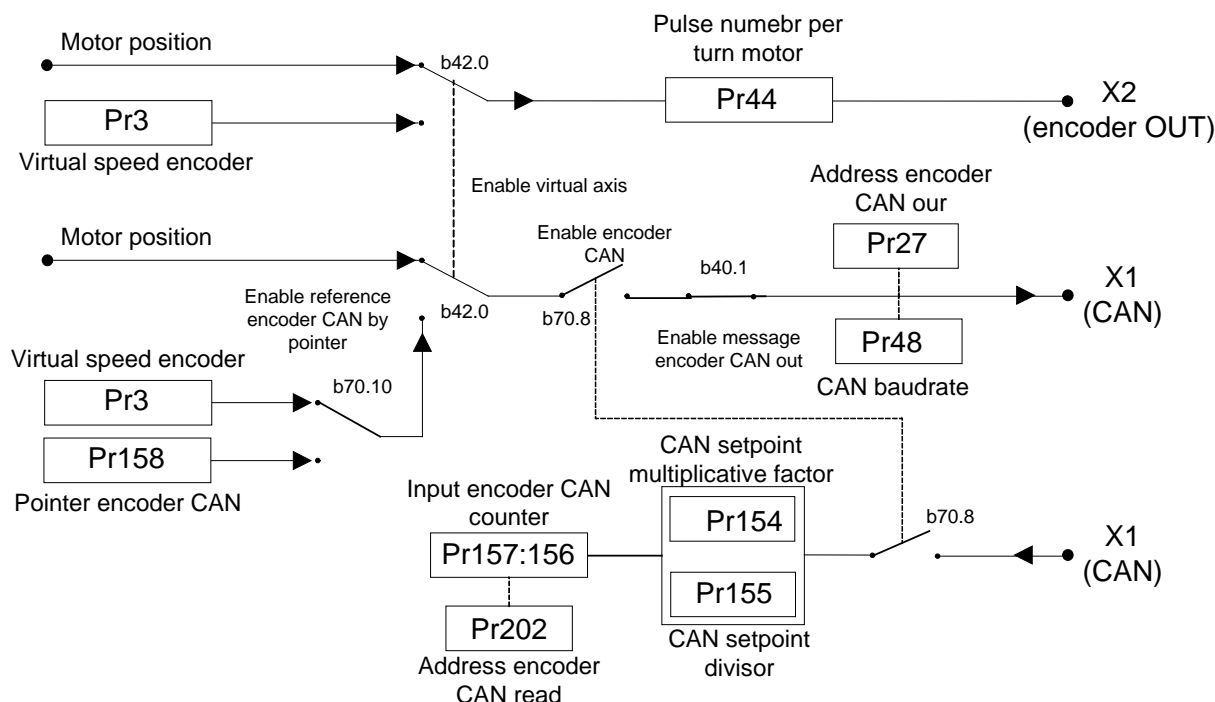 Motor position
b42.0
Pulse numebr per
turn motor
Pr44
X2
(encoder OUT)
Pr3
Virtual speed encoder
Enable virtual axis
Address encoder
CAN our
Pr27
Motor position
Enable encoder
CAN
b40.1
Enable reference
encoder CAN by
pointer
b42.0
b70.8
Enable message
encoder CAN out
X1
(CAN)
Pr48
CAN baudrate
Virtual speed encoder
Pr3
b70.10
Pr158
Pointer encoder CAN
CAN setpoint
multiplicative factor
Input encoder CAN
counter
Pr154
b70.8
Pr157:156
X1
(CAN)
Pr155
Pr202
CAN setpoint
divisor
Address encoder
CAN read